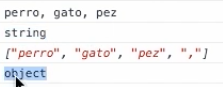 perro, gato, pez
string
["perro", "gato", "pez", ","]
object